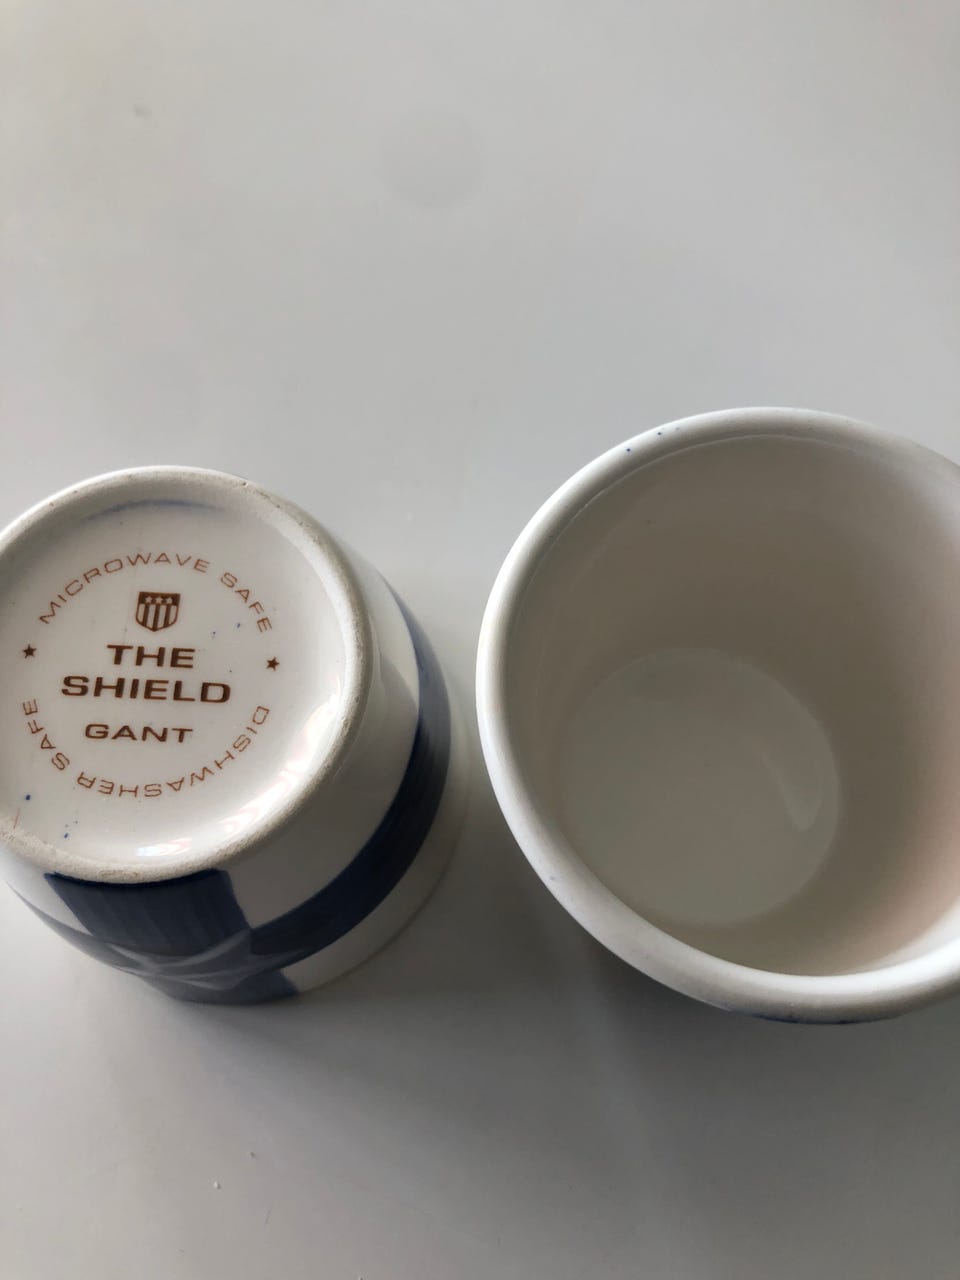 MICROWAVE SAFE
THE
SHIELD
GANT
DISHWASHER SAFE